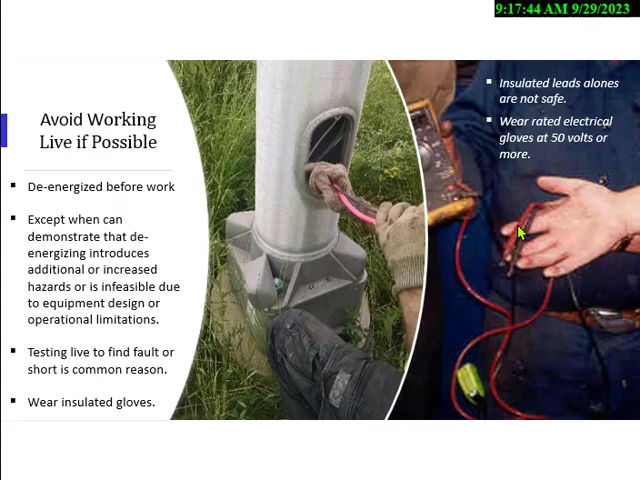 9:17:44 AM 9/29/2023
Avoid Working
Live if Possible
▪ De-energized before work
▪ Except when can
demonstrate that de-
energizing introduces
additional or increased
hazards or is infeasible due
to equipment design or
operational limitations.
▪ Testing live to find fault or
short is common reason.
▪ Wear insulated gloves.
▪ Insulated leads alones
are not safe.
▪ Wear rated electrical
gloves at 50 volts or
more.